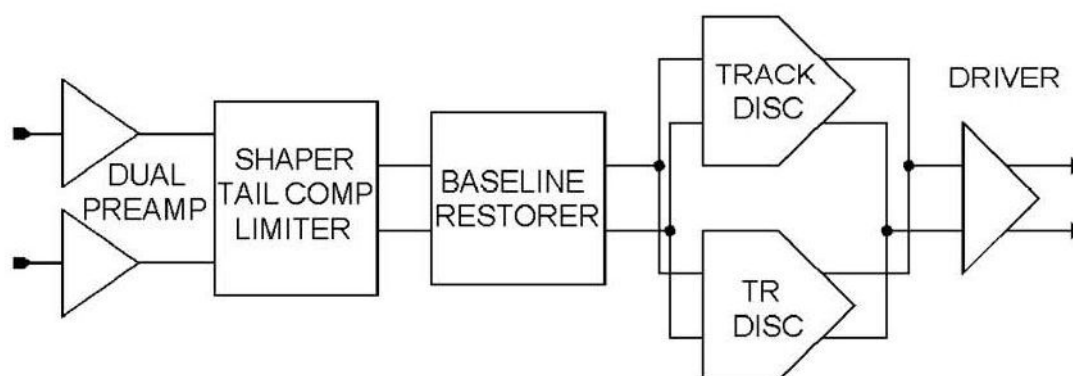 DUAL
PREAMP
SHAPER
TAIL COMP
LIMITER
BASELINE
RESTORER
TRACK
DISC
TR
DISC
DRIVER